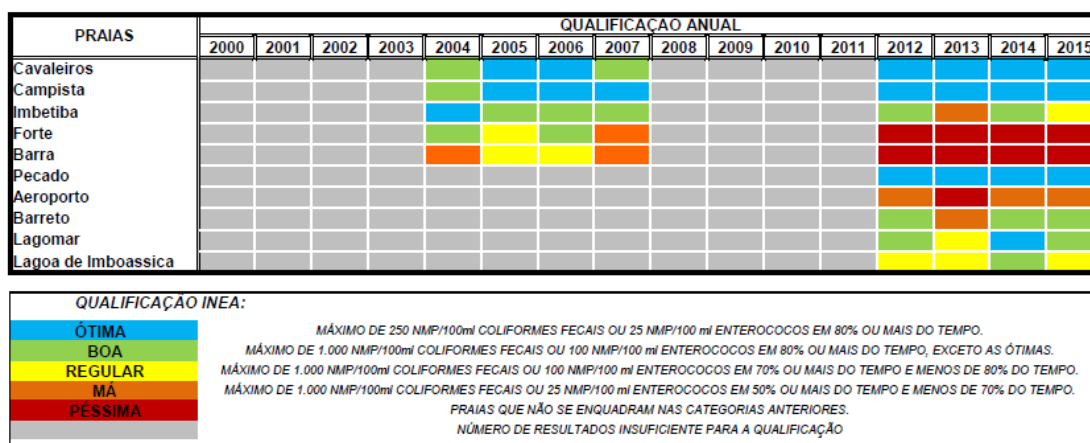 PRAIAS
QUALIFICAÇAO ANUAL
2000 2001 2002 2003 2004 2005 2006 2007 2008 2009 2010 2011 2012 2013 2014 2015
Cavaleiros
Campista
Imbetiba
Forte
Barra
Pecado
Aeroporto
Barreto
Lagomar
Lagoa de Imboassica
QUALIFICAÇÃO INEA:
ÓTIMA MÁXIMO DE 250 NMP/100ml COLIFORMES FECAIS OU 25 NMP/100 ml ENTEROCOCOS EM 80% OU MAIS DO TEMPO.
BOA MÁXIMO DE 1.000 NMP/100ml COLIFORMES FECAIS OU 100 NMP/100 ml ENTEROCOCOS EM 80% OU MAIS DO TEMPO, EXCETO AS ÓTIMAS.
REGULAR MÁXIMO DE 1.000 NMP/100ml COLIFORMES FECAIS OU 100 NMP/100 ml ENTEROCOCOS EM 70% OU MAIS DO TEMPO E MENOS DE 80% DO TEMPO.
MÁ MÁXIMO DE 1.000 NMP/100ml COLIFORMES FECAIS OU 25 NMP/100 ml ENTEROCOCOS EM 50% OU MAIS DO TEMPO E MENOS DE 70% DO TEMPO.
PÉSSIMA PRAIAS QUE NÃO SE ENQUADRAM NAS CATEGORIAS ANTERIORES.
NÚMERO DE RESULTADOS INSUFICIENTE PARA A QUALIFICAÇÃO